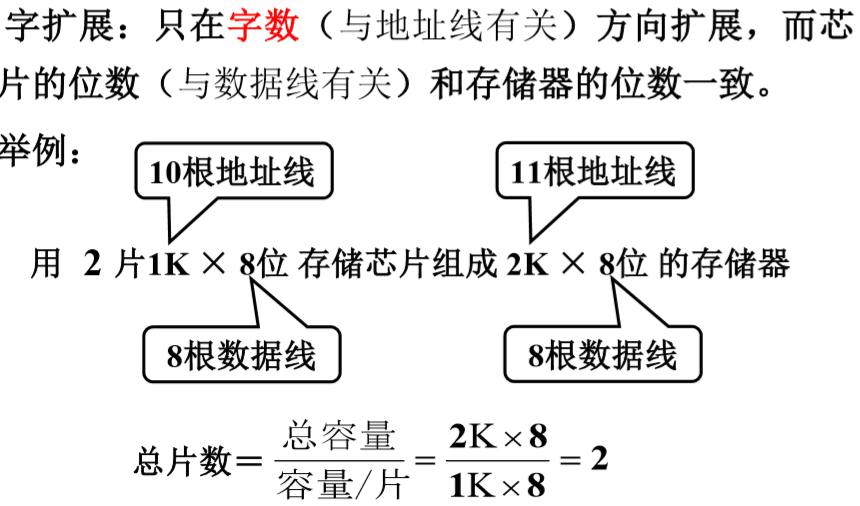 字扩展：只在字数（与地址线有关）方向扩展，而芯
片的位数（与数据线有关）和存储器的位数一致。
举例：
10根地址线
11根地址线
用 2 片1K × 8位 存储芯片组成 2K × 8位 的存储器
8根数据线
8根数据线
总片数＝ 总容量 / 容量/片 = 2K×8 / 1K×8 = 2